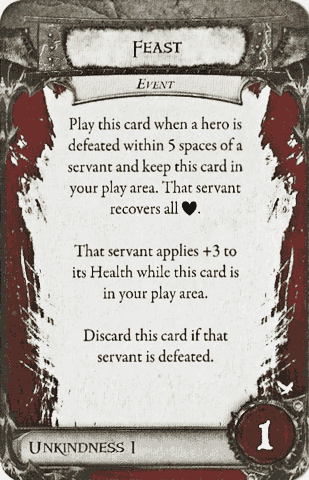 FEAST
EVENT
Play this card when a hero is
defeated within 5 spaces of a
servant and keep this card in
your play area. That servant
recovers all ♥.
That servant applies +3 to
its Health while this card is
in your play area.
Discard this card if that
servant is defeated.
1
UNKINDNESS I